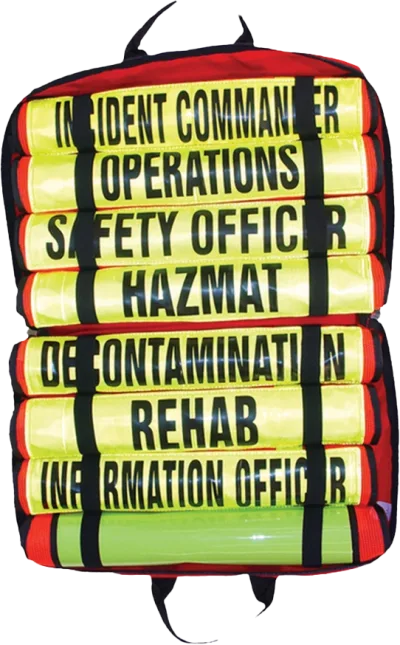 INCIDENT COMMANDER
OPERATIONS
SAFETY OFFICER
HAZMAT
DECONTAMINATION
REHAB
INFORMATION OFFICER